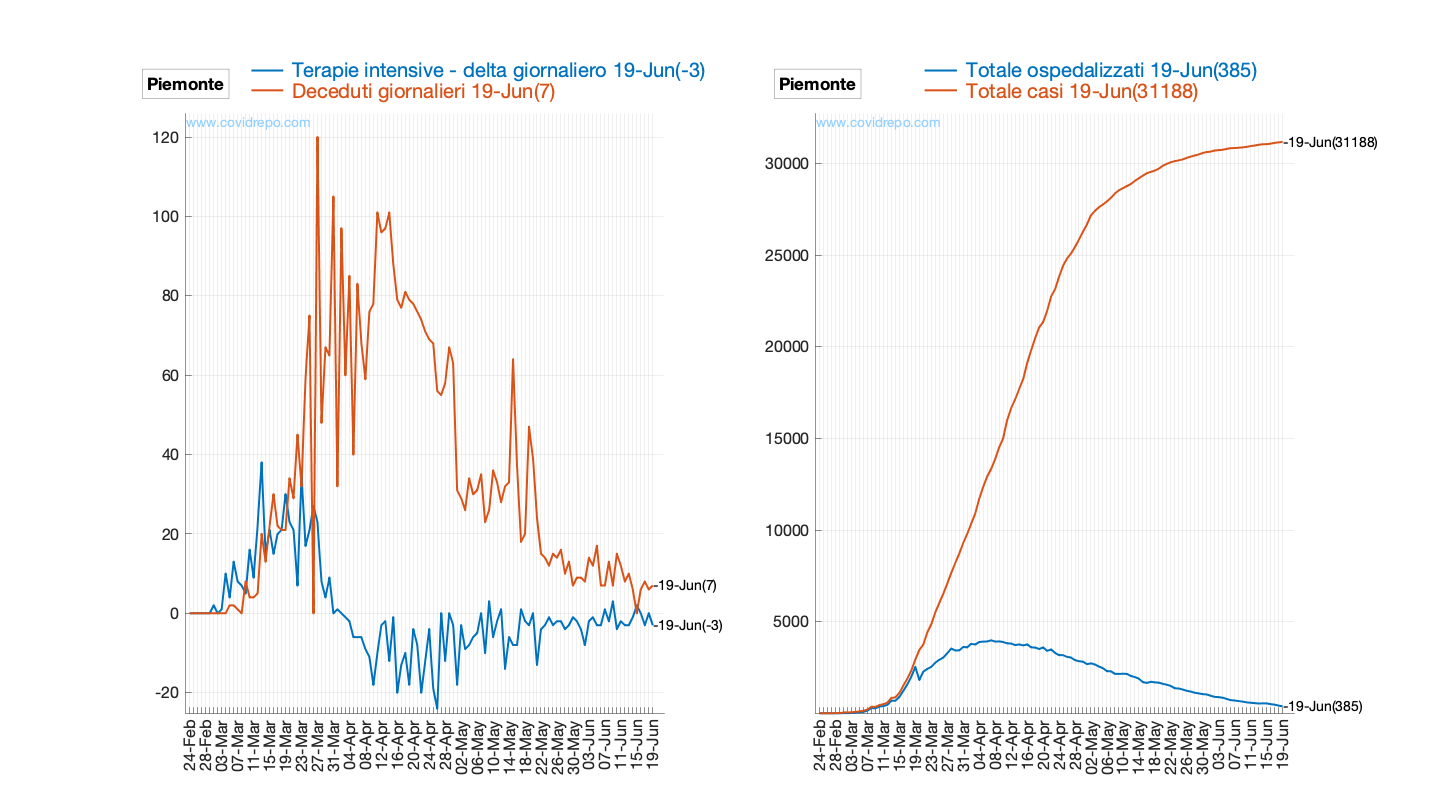 Piemonte
Terapie intensive - delta giornaliero 19-Jun(-3)
Deceduti giornalieri 19-Jun(7)
www.covidrepo.com
120
100
80
60
40
20
0
-20
19-Jun(7)
19-Jun(-3)
24-Feb
28-Feb
03-Mar
07-Mar
11-Mar
15-Mar
19-Mar
23-Mar
27-Mar
31-Mar
04-Apr
08-Apr
12-Apr
16-Apr
20-Apr
24-Apr
28-Apr
02-May
06-May
10-May
14-May
18-May
22-May
26-May
30-May
03-Jun
07-Jun
11-Jun
15-Jun
19-Jun
Piemonte
Totale ospedalizzati 19-Jun(385)
Totale casi 19-Jun(31188)
www.covidrepo.com
30000
25000
20000
15000
10000
5000
19-Jun(31188)
19-Jun(385)
24-Feb
28-Feb
03-Mar
07-Mar
11-Mar
15-Mar
19-Mar
23-Mar
27-Mar
31-Mar
04-Apr
08-Apr
12-Apr
16-Apr
20-Apr
24-Apr
28-Apr
02-May
06-May
10-May
14-May
18-May
22-May
26-May
30-May
03-Jun
07-Jun
11-Jun
15-Jun
19-Jun